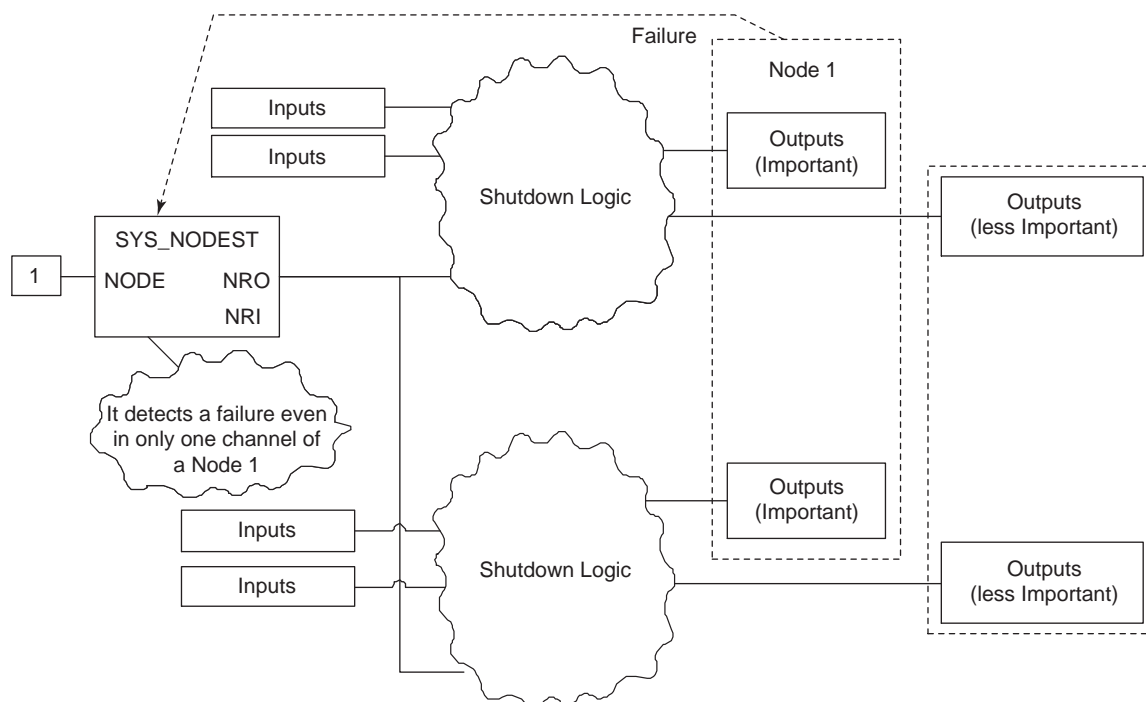 Failure
Node 1
Inputs
Inputs
Outputs
(Important)
Shutdown Logic
Outputs
(less Important)
SYS_NODEST
1
NODE
NRO
NRI
It detects a failure even
in only one channel of
a Node 1
Outputs
(Important)
Inputs
Inputs
Shutdown Logic
Outputs
(less Important)